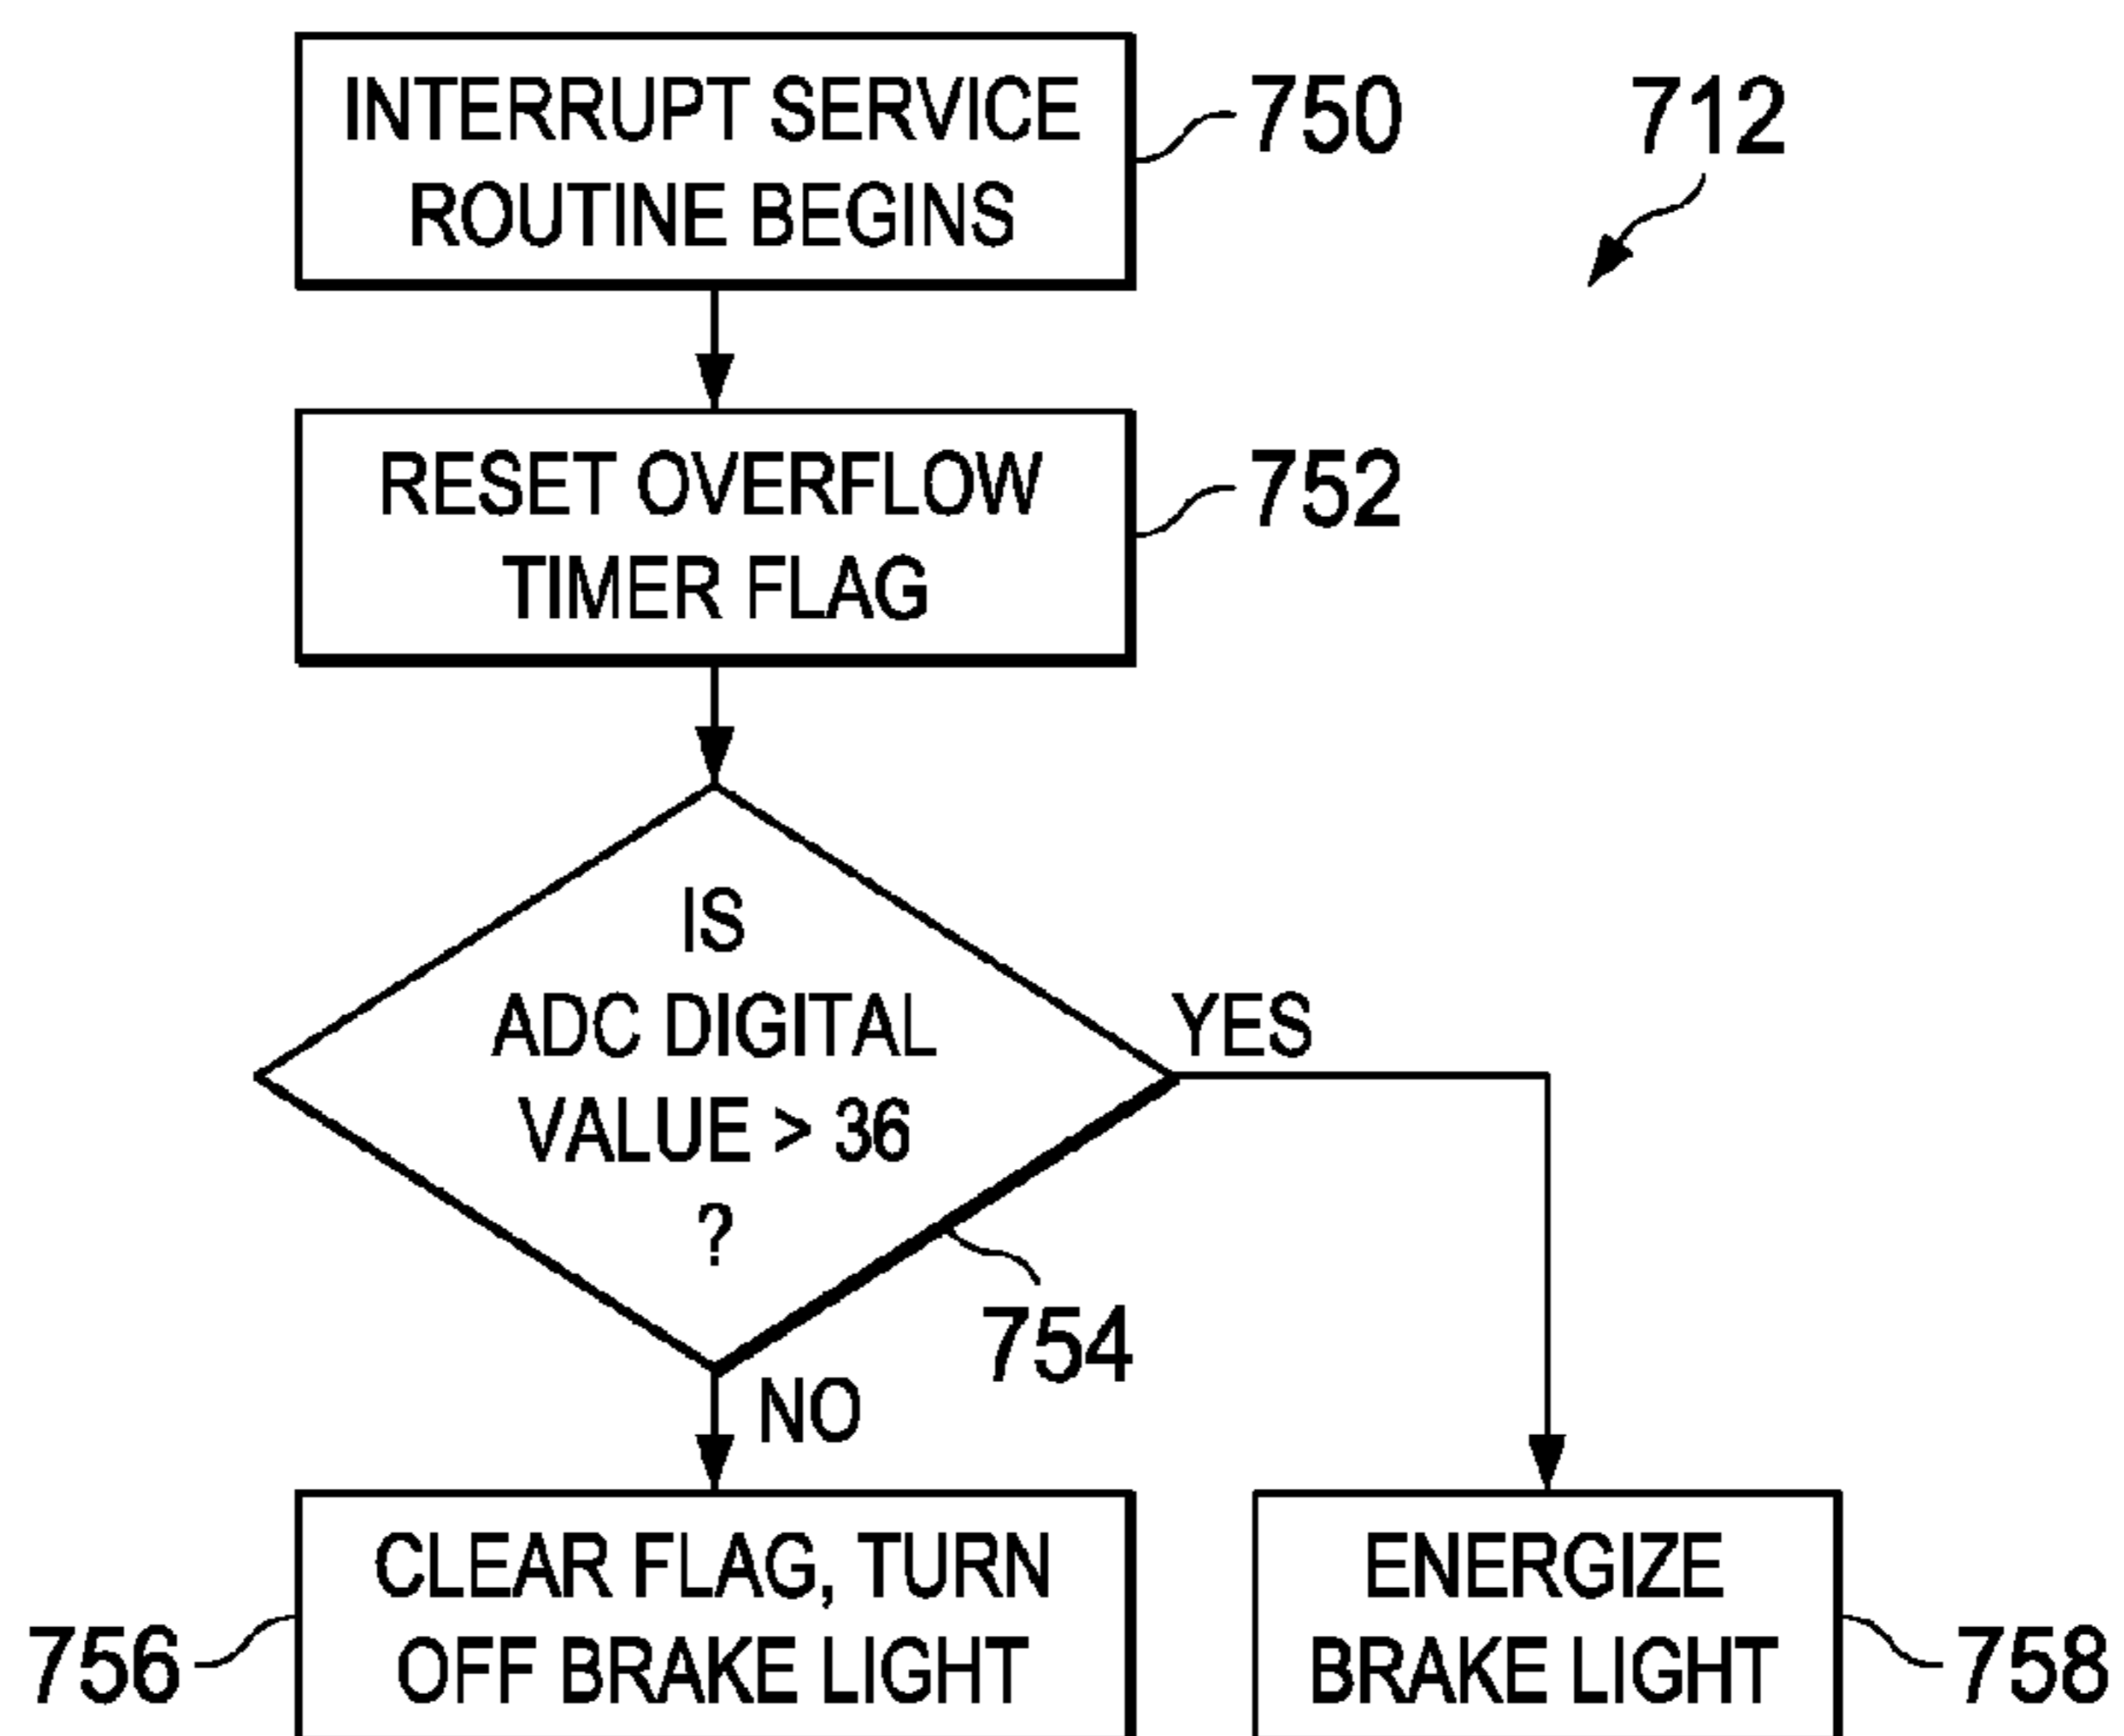 INTERRUPT SERVICE
ROUTINE BEGINS
750
712
RESET OVERFLOW
TIMER FLAG
752
IS
ADC DIGITAL
VALUE > 36
?
YES
754
NO
CLEAR FLAG, TURN
OFF BRAKE LIGHT
756
ENERGIZE
BRAKE LIGHT
758